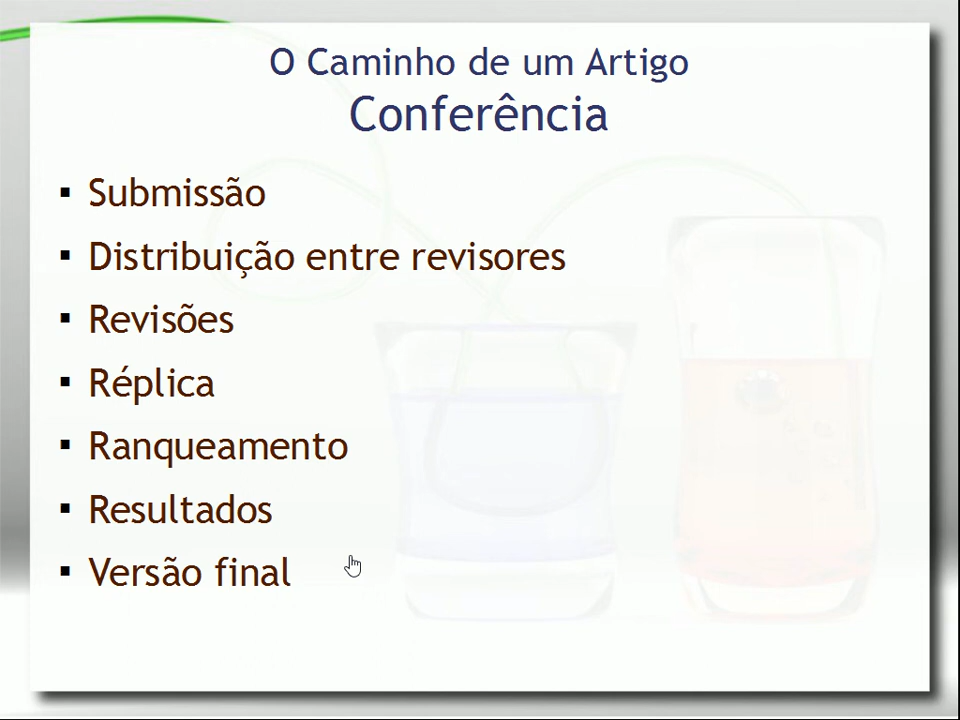 O Caminho de um Artigo
Conferência
▪ Submissão
▪ Distribuição entre revisores
▪ Revisões
▪ Réplica
▪ Ranqueamento
▪ Resultados
▪ Versão final